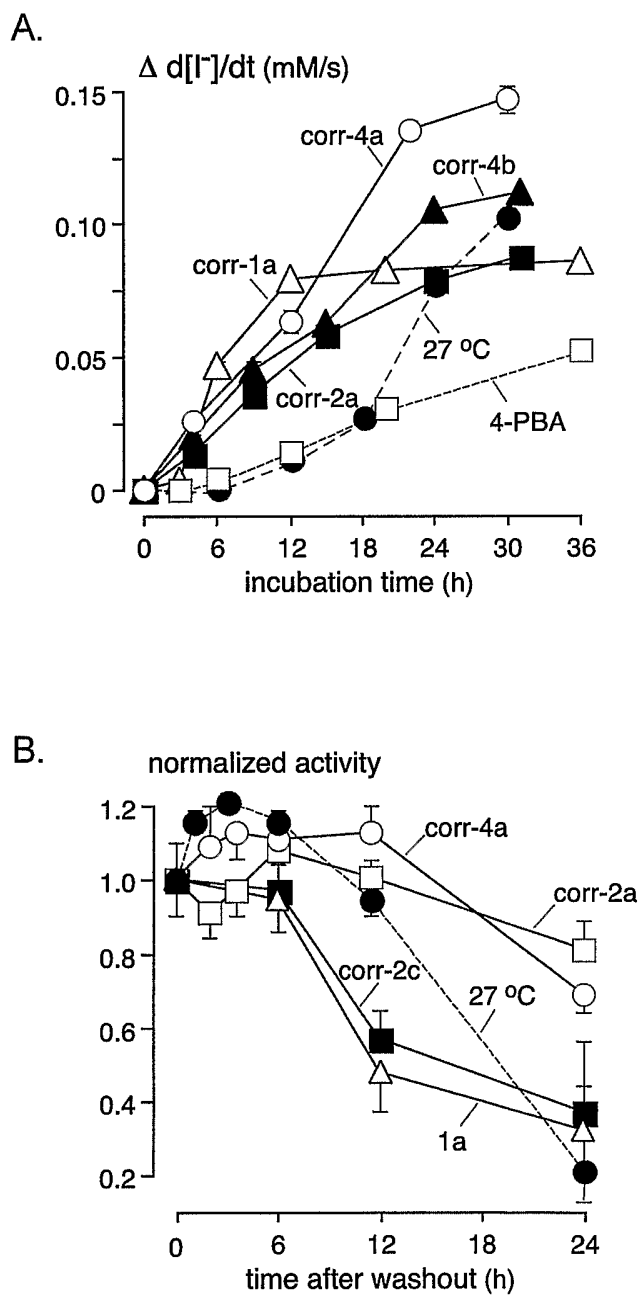 A.
Δ d[I⁻]/dt (mM/s)
0.15
corr-4a
corr-4b
0.10
corr-1a
27 ºC
0.05
corr-2a
4-PBA
0
0 6 12 18 24 30 36
incubation time (h)
B.
normalized activity
1.2
corr-4a
1.0
corr-2a
0.8
corr-2c
27 ºC
0.6
0.4
1a
0.2
0 6 12 18 24
time after washout (h)